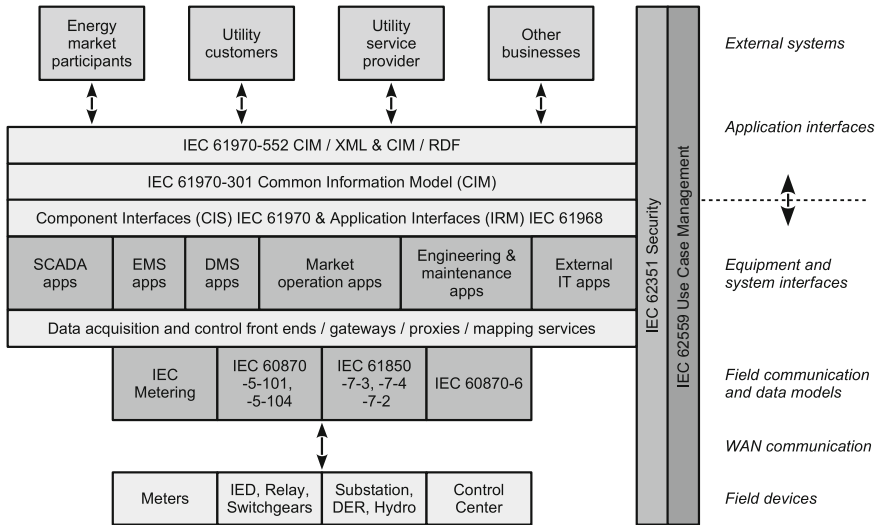 Energy
market
participants
Utility
customers
Utility
service
provider
Other
businesses
External systems
Application interfaces
IEC 61970-552 CIM / XML & CIM / RDF
IEC 61970-301 Common Information Model (CIM)
Component Interfaces (CIS) IEC 61970 & Application Interfaces (IRM) IEC 61968
SCADA
apps
EMS
apps
DMS
apps
Market
operation apps
Engineering &
maintenance
apps
External
IT apps
Equipment and
system interfaces
Data acquisition and control front ends / gateways / proxies / mapping services
IEC
Metering
IEC 60870
-5-101,
-5-104
IEC 61850
-7-3, -7-4
-7-2
IEC 60870-6
Field communication
and data models
WAN communication
Meters
IED, Relay,
Switchgears
Substation,
DER, Hydro
Control
Center
Field devices
IEC 62351 Security
IEC 62559 Use Case Management